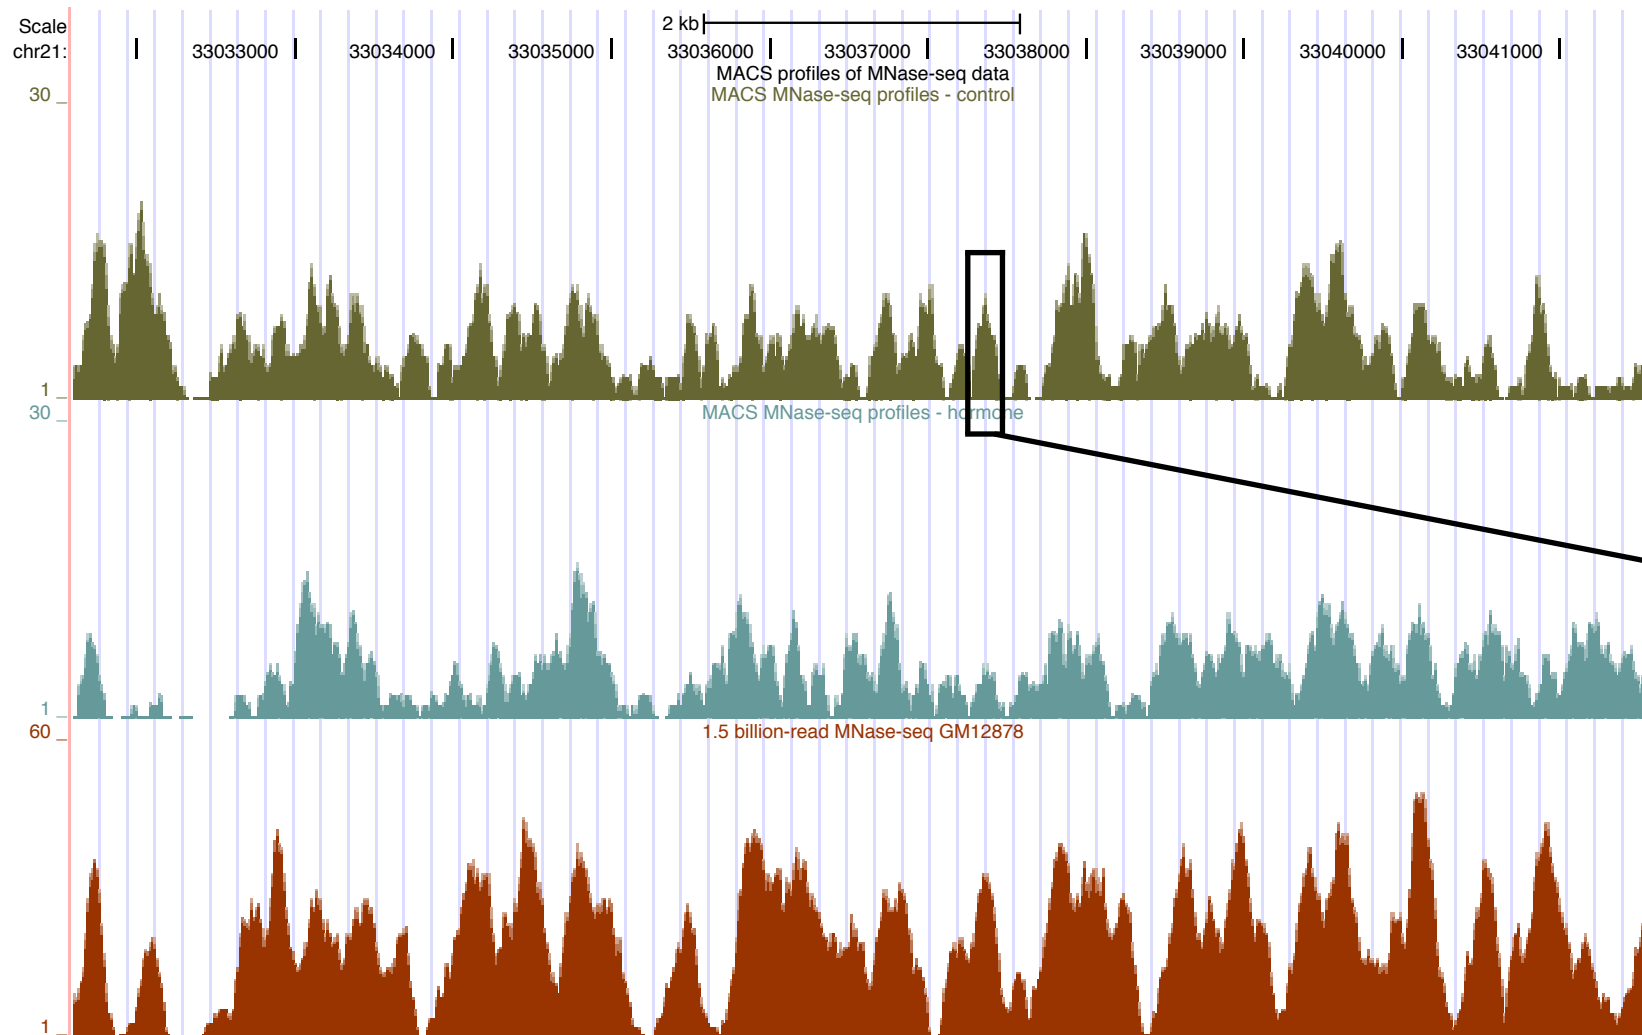 Scale 2 kb
chr21: 33033000 33034000 33035000 33036000 33037000 33038000 33039000 33040000 33041000
MACS profiles of MNase-seq data
30 MACS MNase-seq profiles - control
1
30 MACS MNase-seq profiles - hormone
1
60 1.5 billion-read MNase-seq GM12878
1